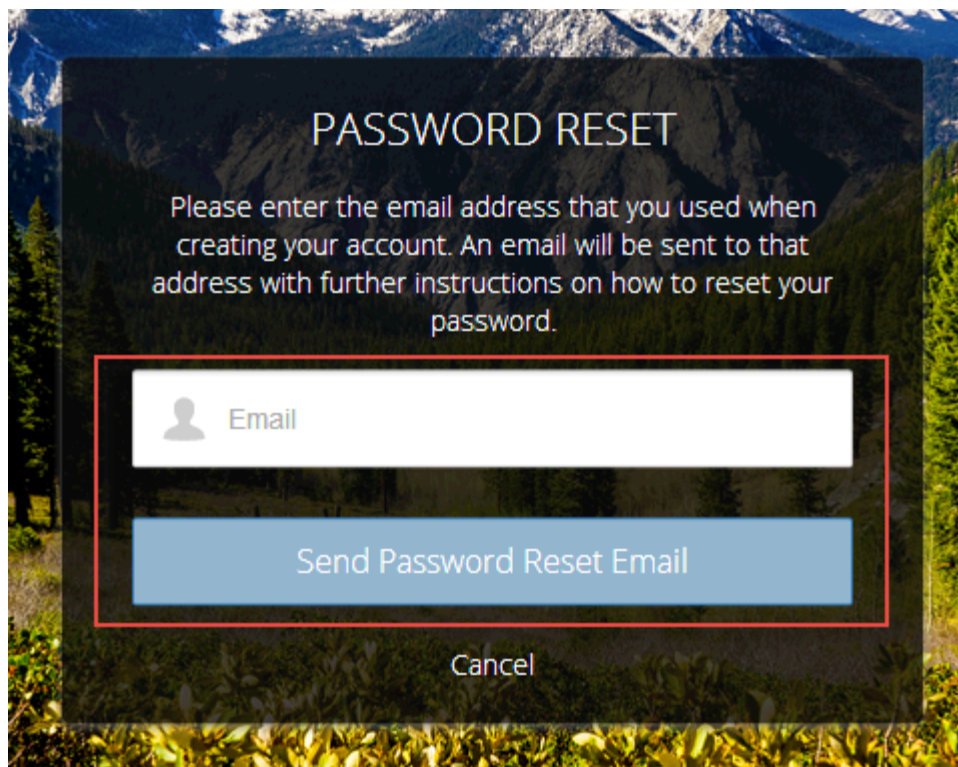 PASSWORD RESET
Please enter the email address that you used when
creating your account. An email will be sent to that
address with further instructions on how to reset your
password.
Email
Send Password Reset Email
Cancel